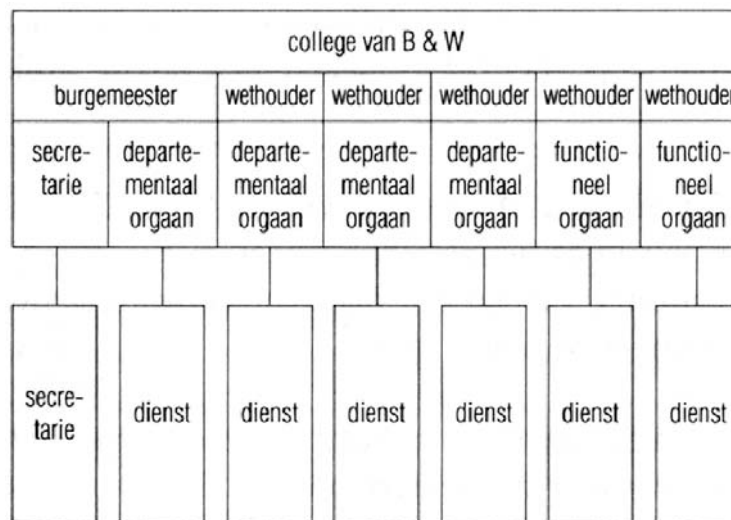 college van B & W
burgemeester wethouder wethouder wethouder wethouder wethouder
secre- departe- departe- departe- departe- functio- functio-
tarie mentaal mentaal mentaal mentaal neel neel
orgaan orgaan orgaan orgaan orgaan orgaan
secre-
tarie dienst dienst dienst dienst dienst dienst